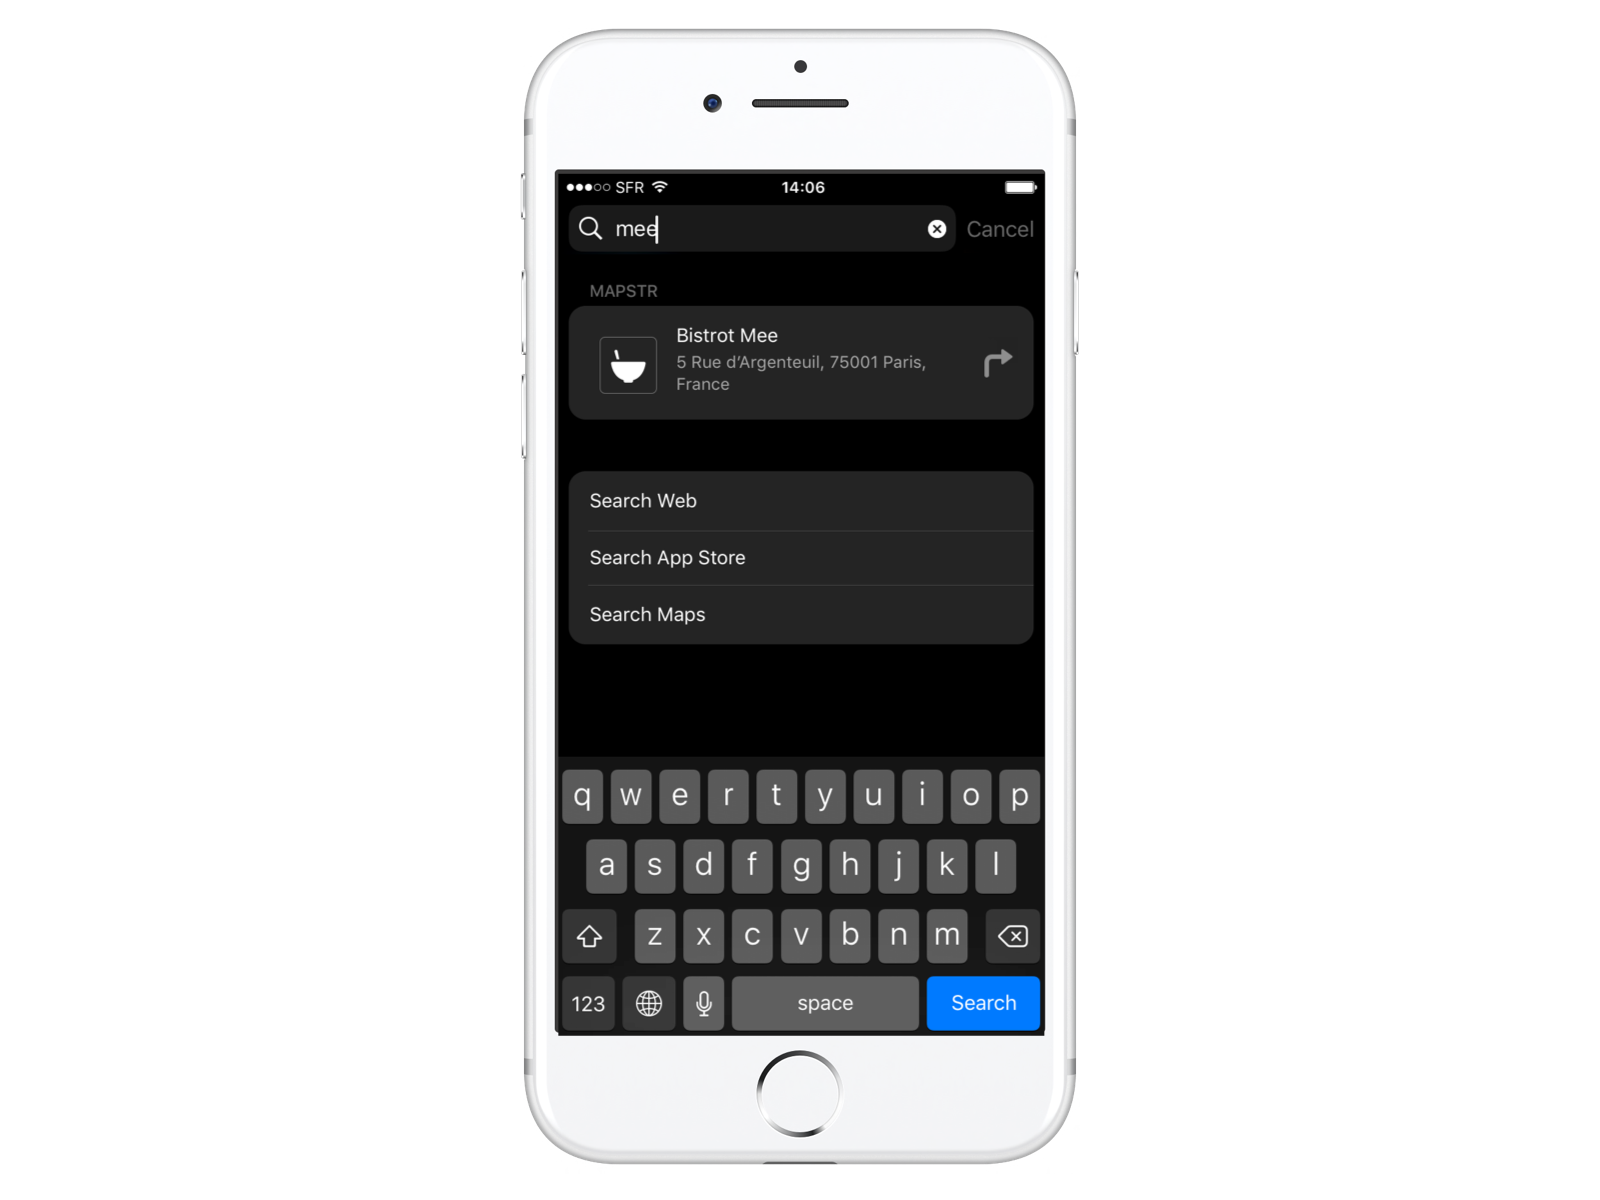 SFR 14:06
mee Cancel
MAPSTR
Bistrot Mee
5 Rue d’Argenteuil, 75001 Paris,
France
Search Web
Search App Store
Search Maps
q w e r t y u i o p
a s d f g h j k l
z x c v b n m
123 space Search